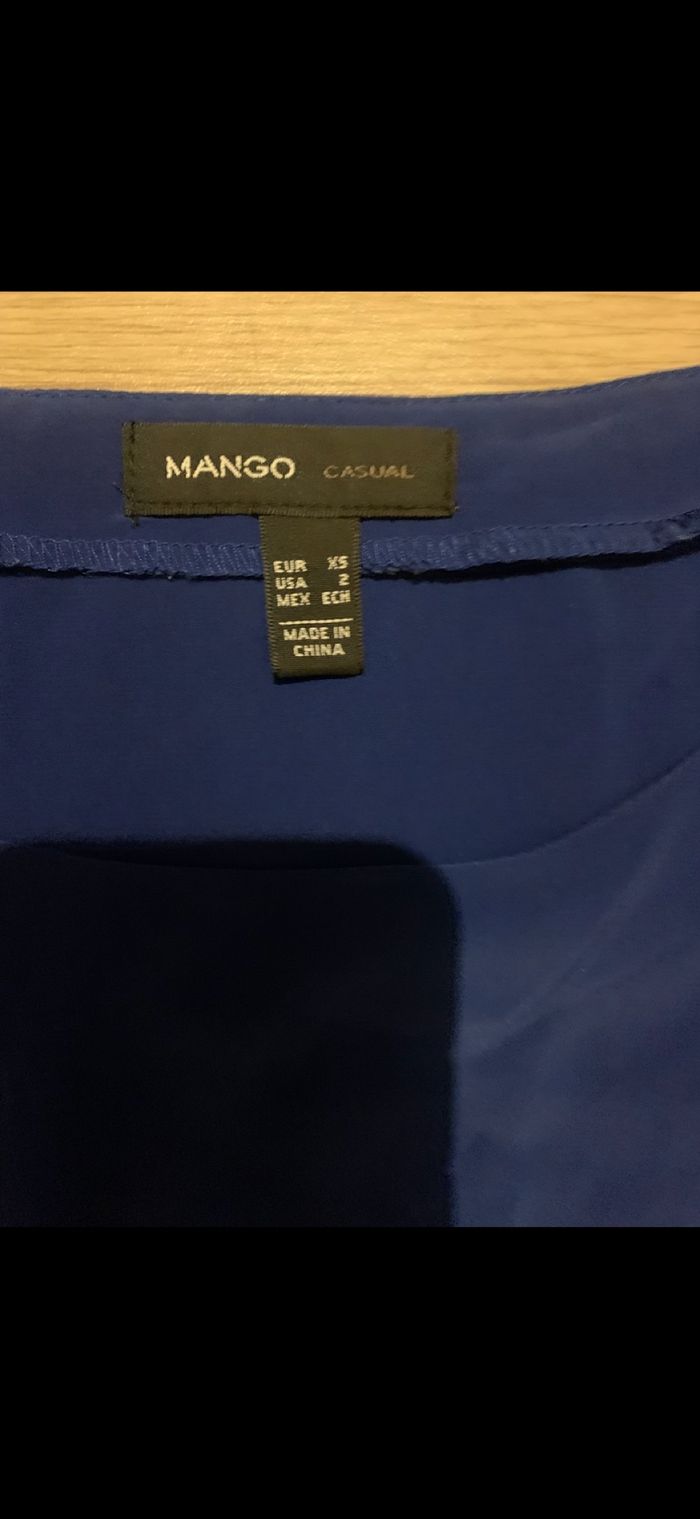 MANGO CASUAL
EUR XS
USA 2
MEX ECH
MADE IN
CHINA